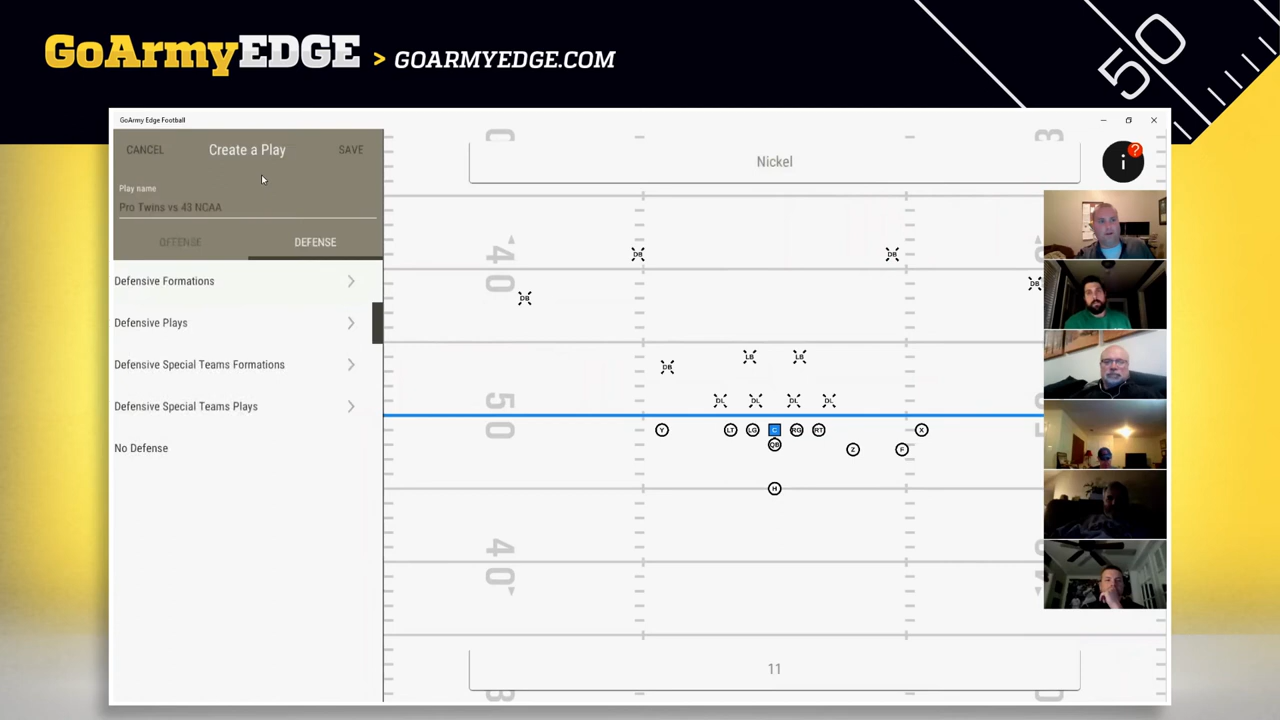 GoArmyEDGE > GOARMYEDGE.COM
50
GoArmy Edge Football
CANCEL Create a Play SAVE
Play name
Pro Twins vs 43 NCAA
OFFENSE DEFENSE
Defensive Formations
Defensive Plays
Defensive Special Teams Formations
Defensive Special Teams Plays
No Defense
Nickel
i ?
40
DB DB
DB DB
DB LB LB
DL DL DL DL
50
Y LT LG C RG RT X
QB Z F
H
40
11